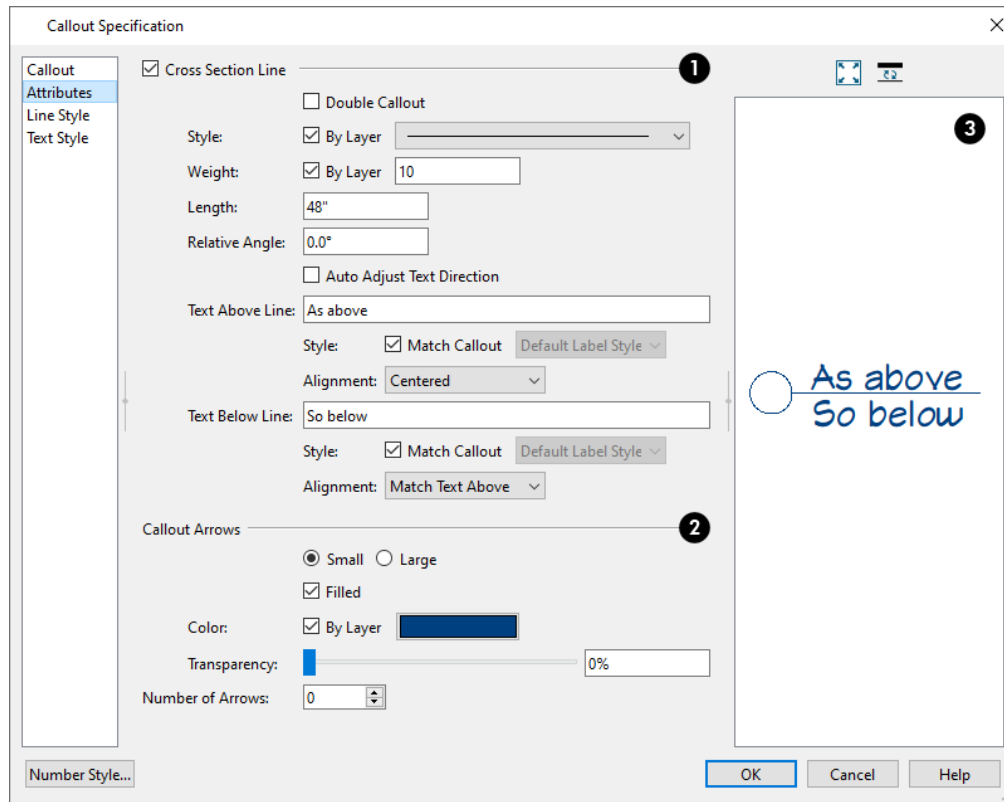 Callout Specification
Callout
Attributes
Line Style
Text Style
Cross Section Line
1
Double Callout
Style: By Layer
Weight: By Layer 10
Length: 48"
Relative Angle: 0.0°
Auto Adjust Text Direction
Text Above Line: As above
Style: Match Callout Default Label Style
Alignment: Centered
Text Below Line: So below
Style: Match Callout Default Label Style
Alignment: Match Text Above
Callout Arrows
2
Small Large
Filled
Color: By Layer
Transparency: 0%
Number of Arrows: 0
3
As above
So below
Number Style...
OK
Cancel
Help